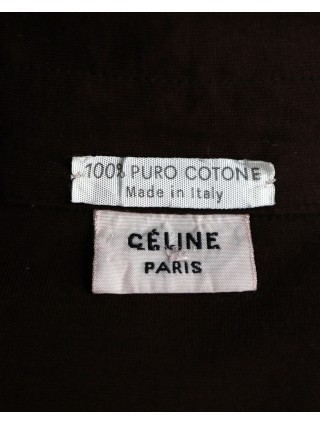 100% PURO COTONE
Made in Italy
CÉLINE
PARIS